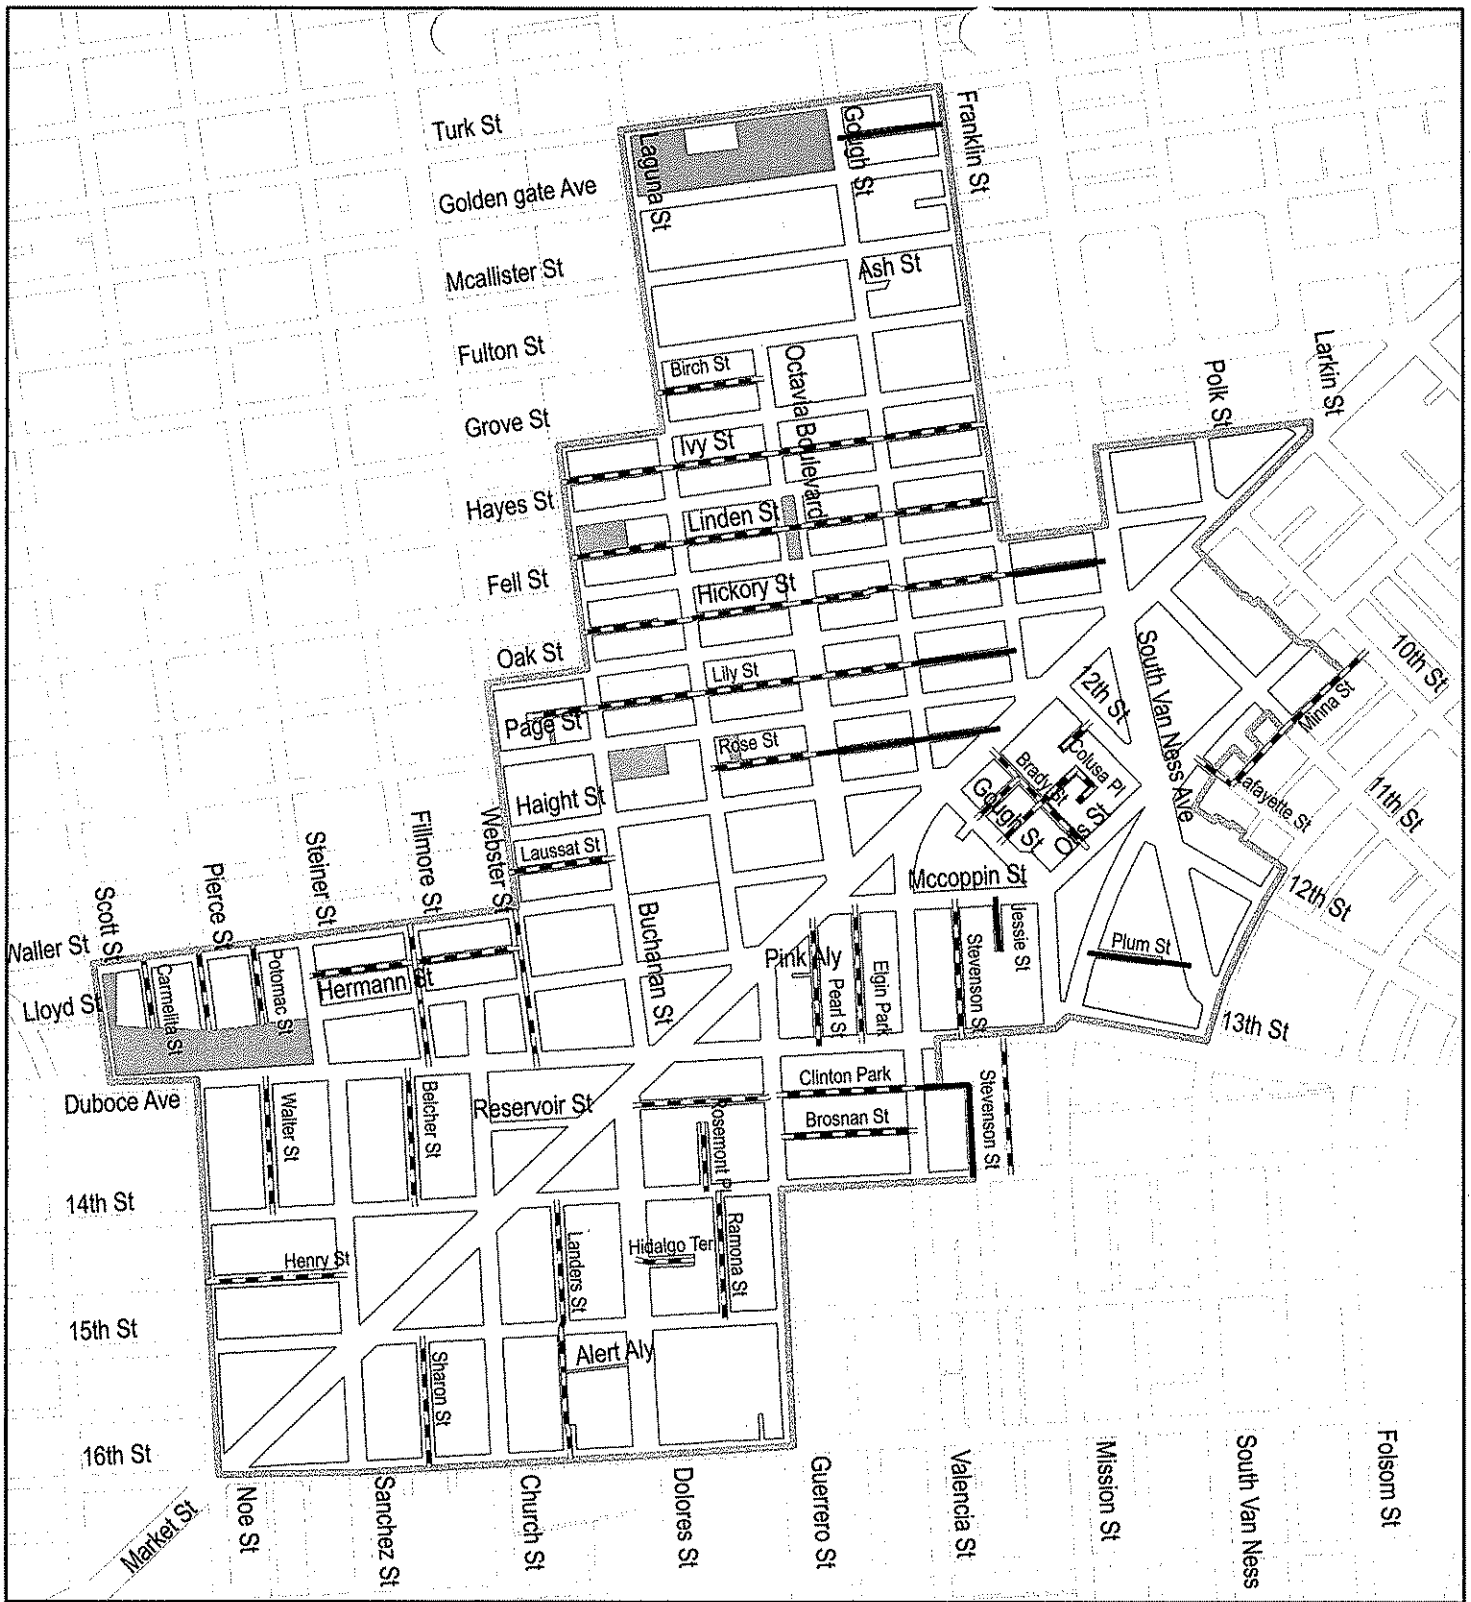 Turk St
Golden gate Ave
Mcallister St
Fulton St
Grove St
Hayes St
Fell St
Oak St
Page St
Haight St
Laguna St
Gough St
Franklin St
Ash St
Birch St
Octavia Boulevard
Ivy St
Linden St
Hickory St
Lily St
Rose St
Laussat St
Polk St
Larkin St
10th St
11th St
12th St
13th St
South Van Ness Ave
12th St
Minna St
Lafayette St
Colusa Pl
Brady St
Gough St
Otis St
Mccoppin St
Jessie St
Plum St
Stevenson St
Elgin Park
Pearl St
Pink Aly
Buchanan St
Webster St
Fillmore St
Steiner St
Pierce St
Scott St
Waller St
Lloyd St
Carmelita St
Potomac St
Hermann St
Duboce Ave
Walter St
Belcher St
Reservoir St
Rosemont Pl
Clinton Park
Brosnan St
Stevenson St
14th St
Henry St
Landers St
Hidalgo Ter
Ramona St
15th St
Sharon St
Alert Aly
16th St
Market St
Noe St
Sanchez St
Church St
Dolores St
Guerrero St
Valencia St
Mission St
South Van Ness
Folsom St